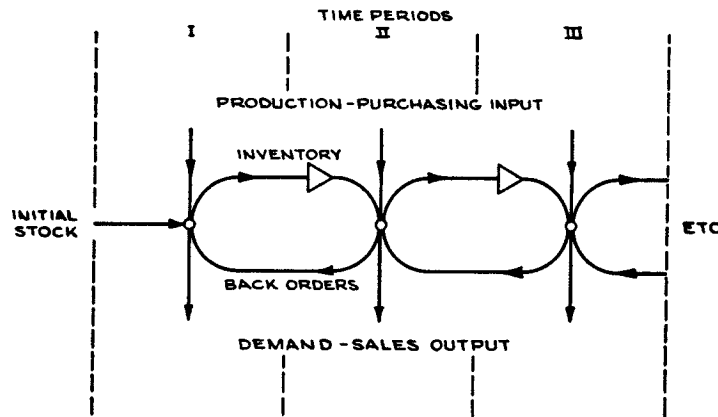 TIME PERIODS
I II III
PRODUCTION-PURCHASING INPUT
INVENTORY
INITIAL
STOCK
ETC
BACK ORDERS
DEMAND-SALES OUTPUT